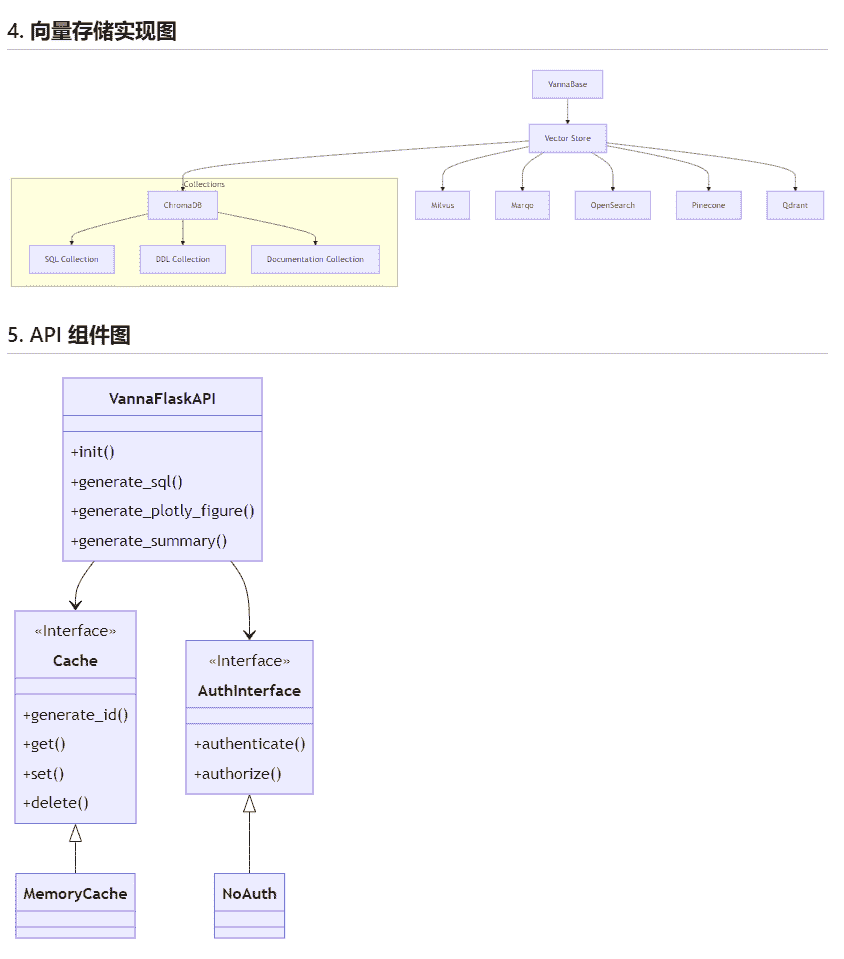 4. 向量存储实现图
VannaBase
Vector Store
Collections
ChromaDB
Milvus
Marqo
OpenSearch
Pinecone
Qdrant
SQL Collection
DDL Collection
Documentation Collection
5. API 组件图
VannaFlaskAPI
+init()
+generate_sql()
+generate_plotly_figure()
+generate_summary()
«Interface»
Cache
+generate_id()
+get()
+set()
+delete()
«Interface»
AuthInterface
+authenticate()
+authorize()
MemoryCache
NoAuth